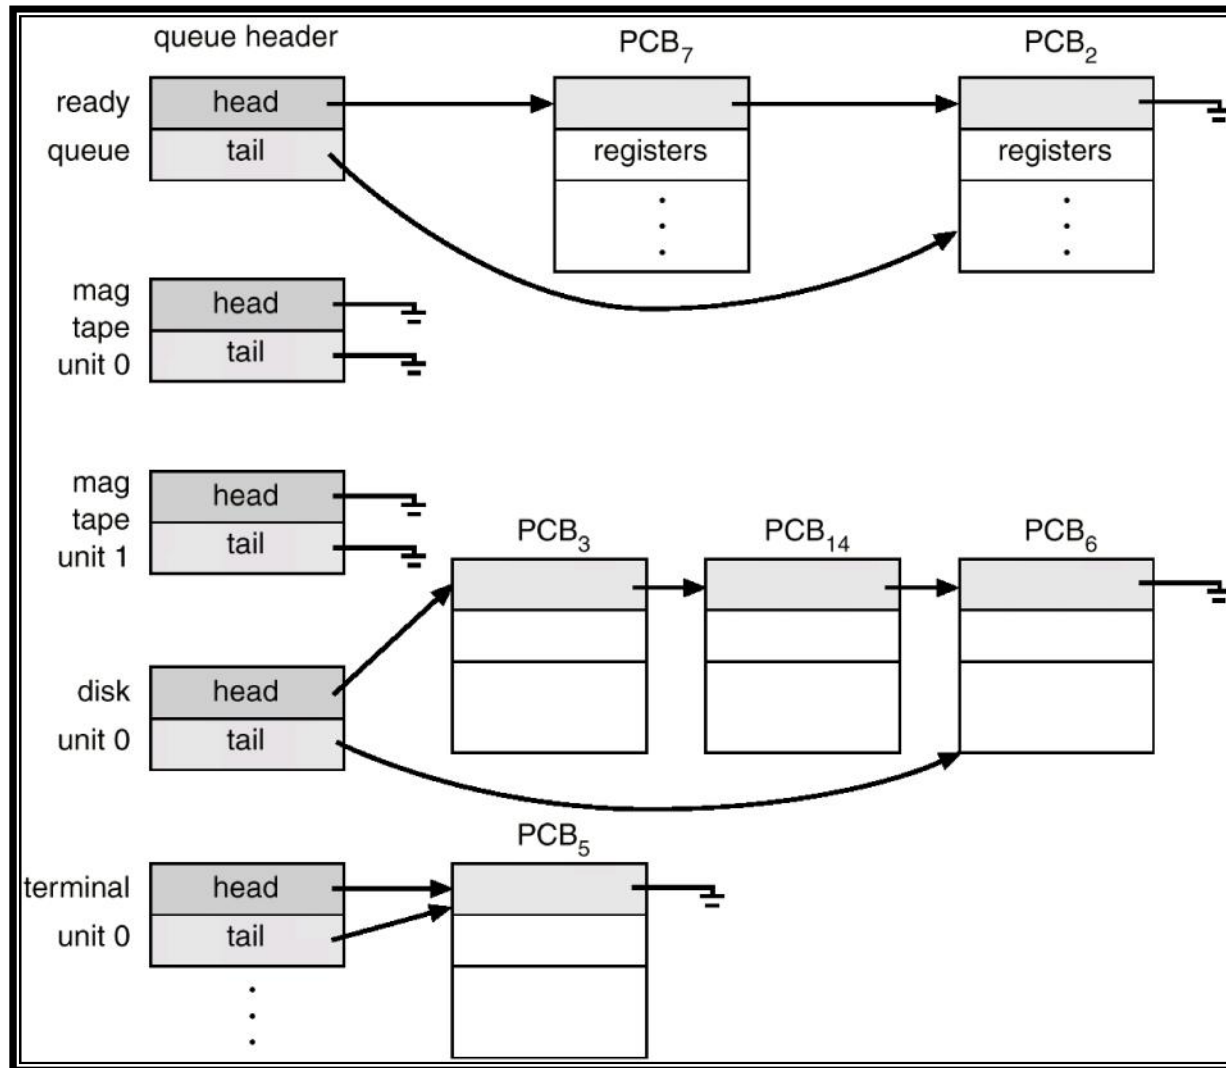 queue header
PCB7
PCB2
ready
head
queue
tail
registers
registers
mag
tape
unit 0
head
tail
mag
tape
unit 1
head
tail
PCB3
PCB14
PCB6
disk
unit 0
head
tail
PCB5
terminal
unit 0
head
tail